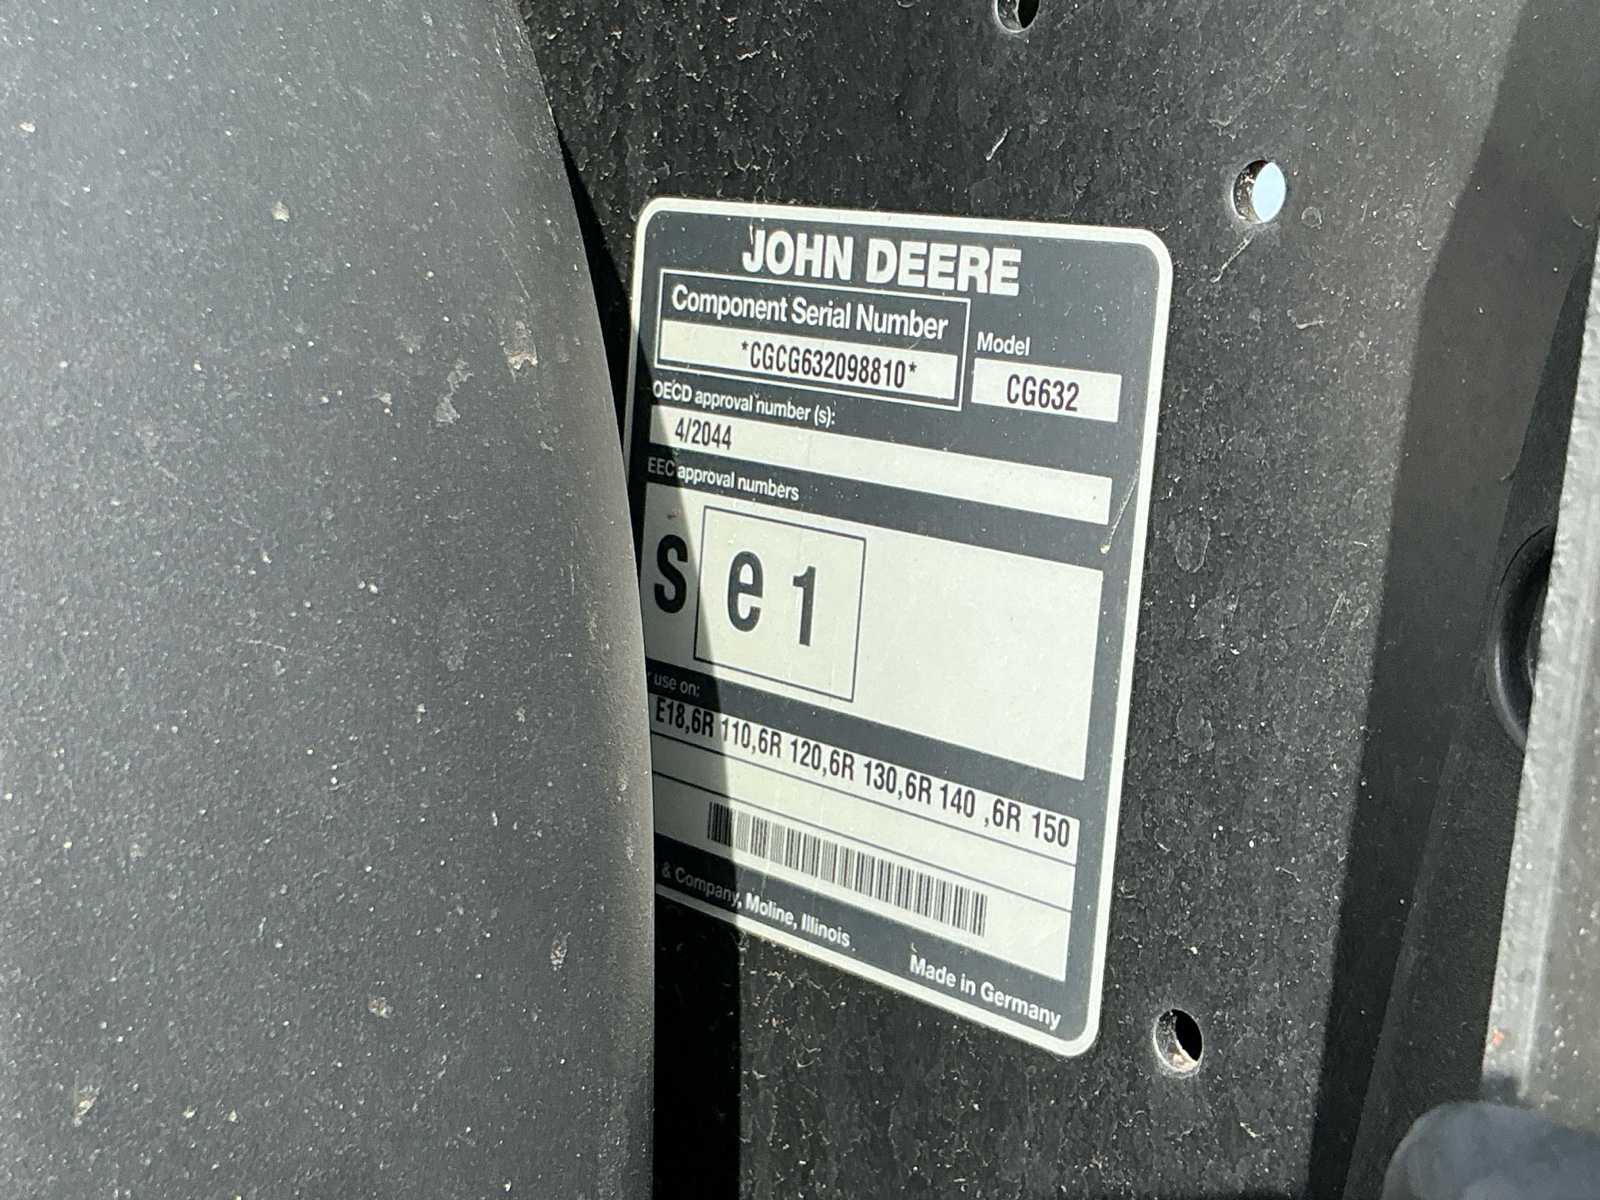 JOHN DEERE
Component Serial Number
*CGCG632098810*
Model
CG632
OECD approval number (s):
4/2044
EEC approval numbers
s e 1
use on:
E18,6R 110,6R 120,6R 130,6R 140 ,6R 150
& Company, Moline, Illinois
Made in Germany